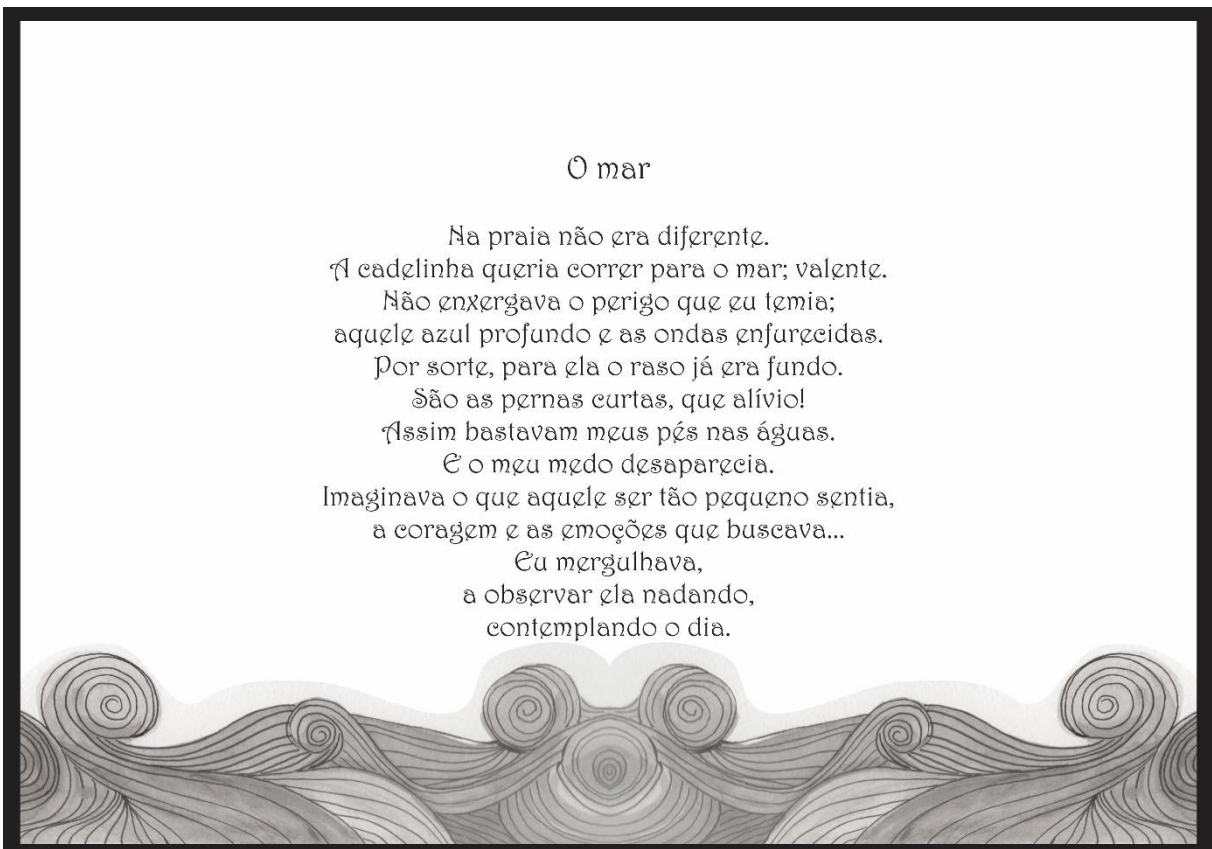 O mar
Na praia não era diferente.
A cadelinha queria correr para o mar; valente.
Não enxergava o perigo que eu temia;
aquele azul profundo e as ondas enfurecidas.
Por sorte, para ela o raso já era fundo.
São as pernas curtas, que alívio!
Assim bastavam meus pés nas águas.
E o meu medo desaparecia.
Imaginava o que aquele ser tão pequeno sentia,
a coragem e as emoções que buscava...
Eu mergulhava,
a observar ela nadando,
contemplando o dia.